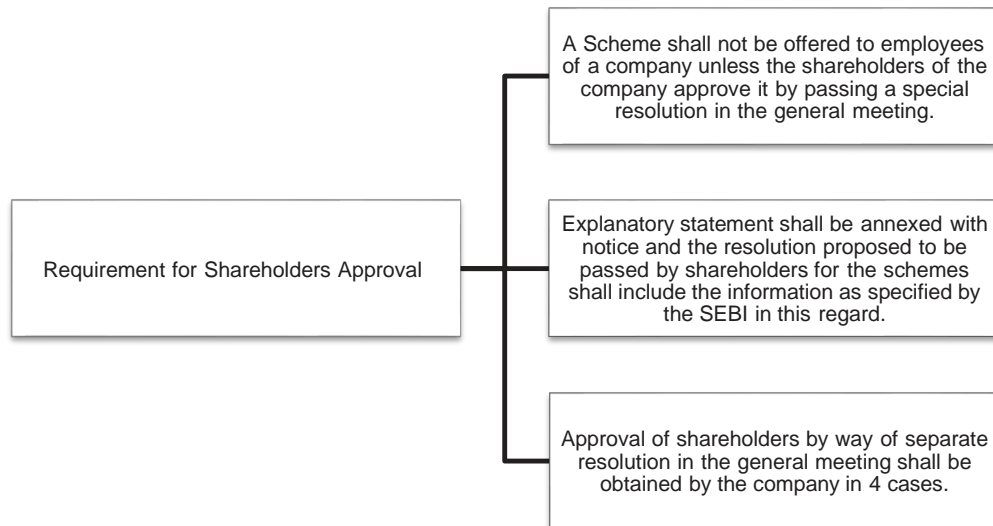 A Scheme shall not be offered to employees
of a company unless the shareholders of the
company approve it by passing a special
resolution in the general meeting.
Requirement for Shareholders Approval
Explanatory statement shall be annexed with
notice and the resolution proposed to be
passed by shareholders for the schemes
shall include the information as specified by
the SEBI in this regard.
Approval of shareholders by way of separate
resolution in the general meeting shall be
obtained by the company in 4 cases.